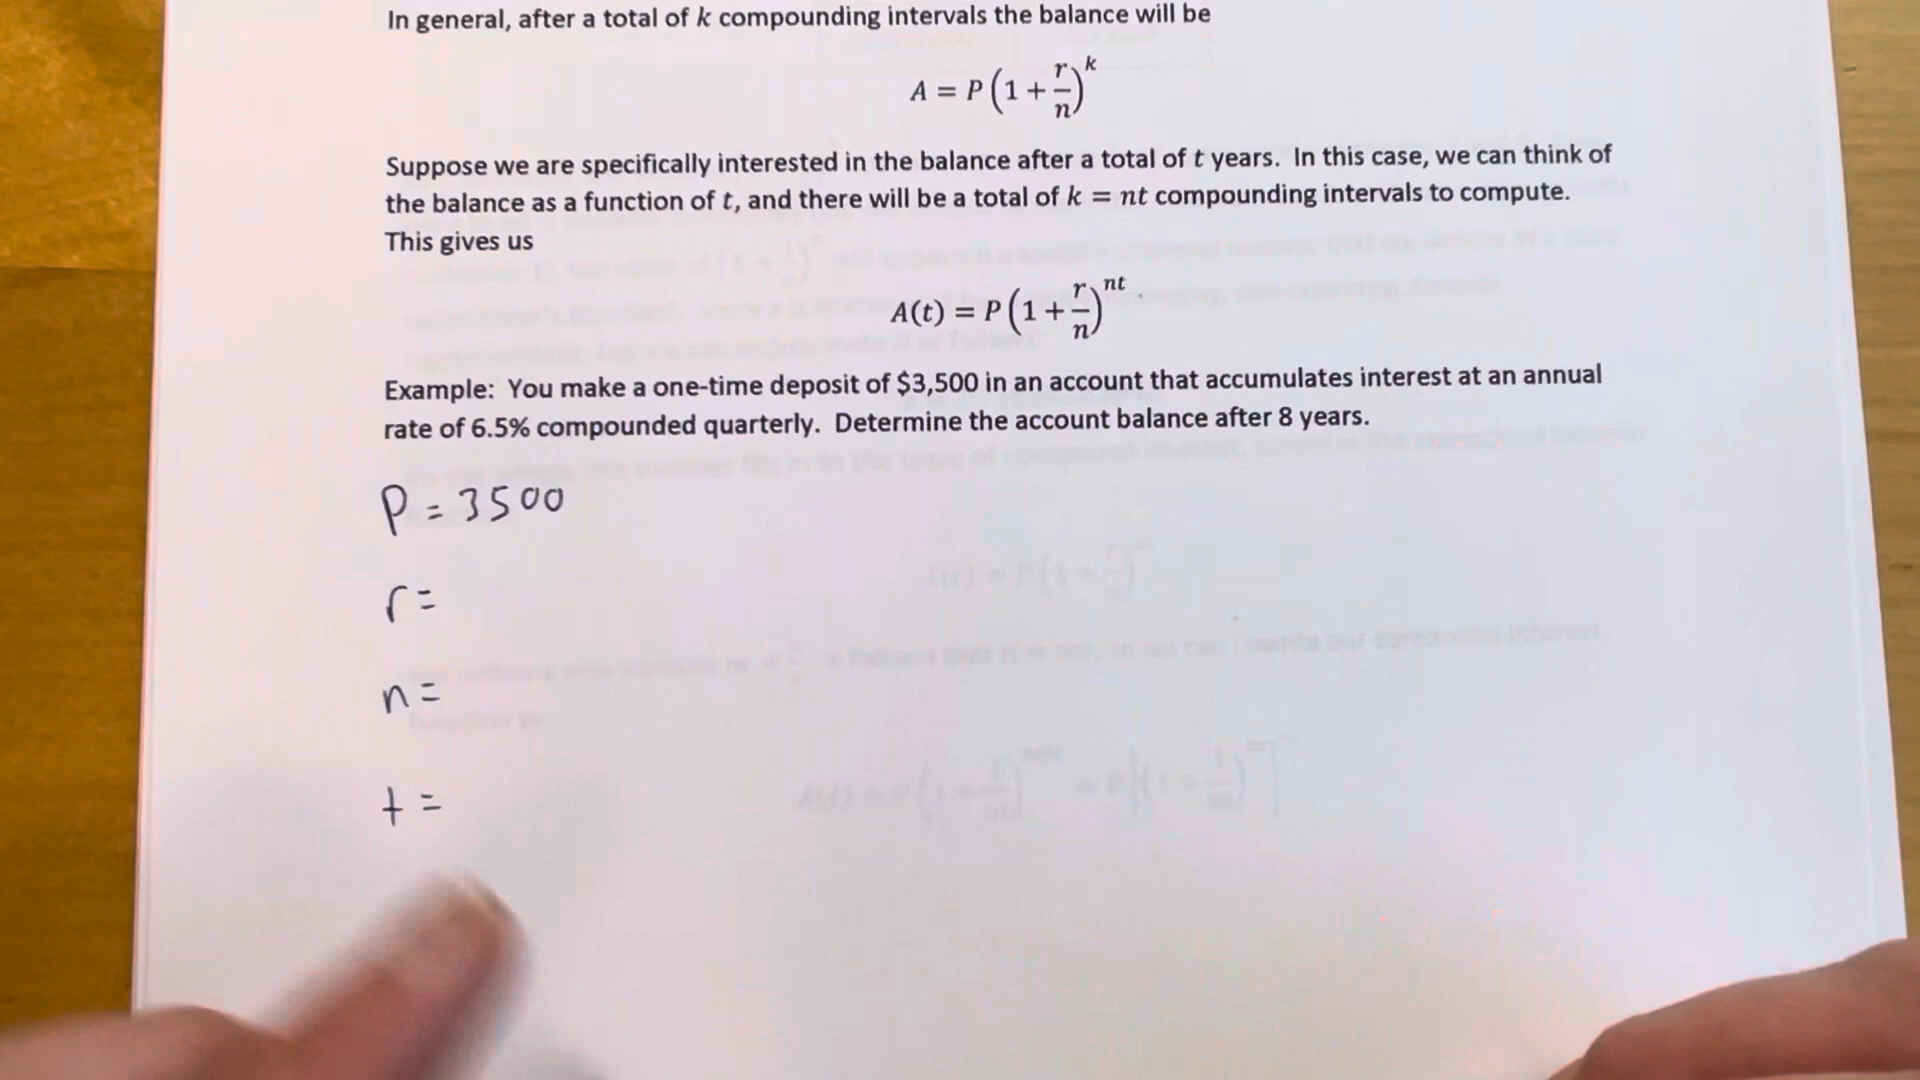 In general, after a total of k compounding intervals the balance will be
A = P(1 + r/n)^k
Suppose we are specifically interested in the balance after a total of t years. In this case, we can think of
the balance as a function of t, and there will be a total of k = nt compounding intervals to compute.
This gives us
A(t) = P(1 + r/n)^nt
Example: You make a one-time deposit of $3,500 in an account that accumulates interest at an annual
rate of 6.5% compounded quarterly. Determine the account balance after 8 years.
P = 3500
r =
n =
t =